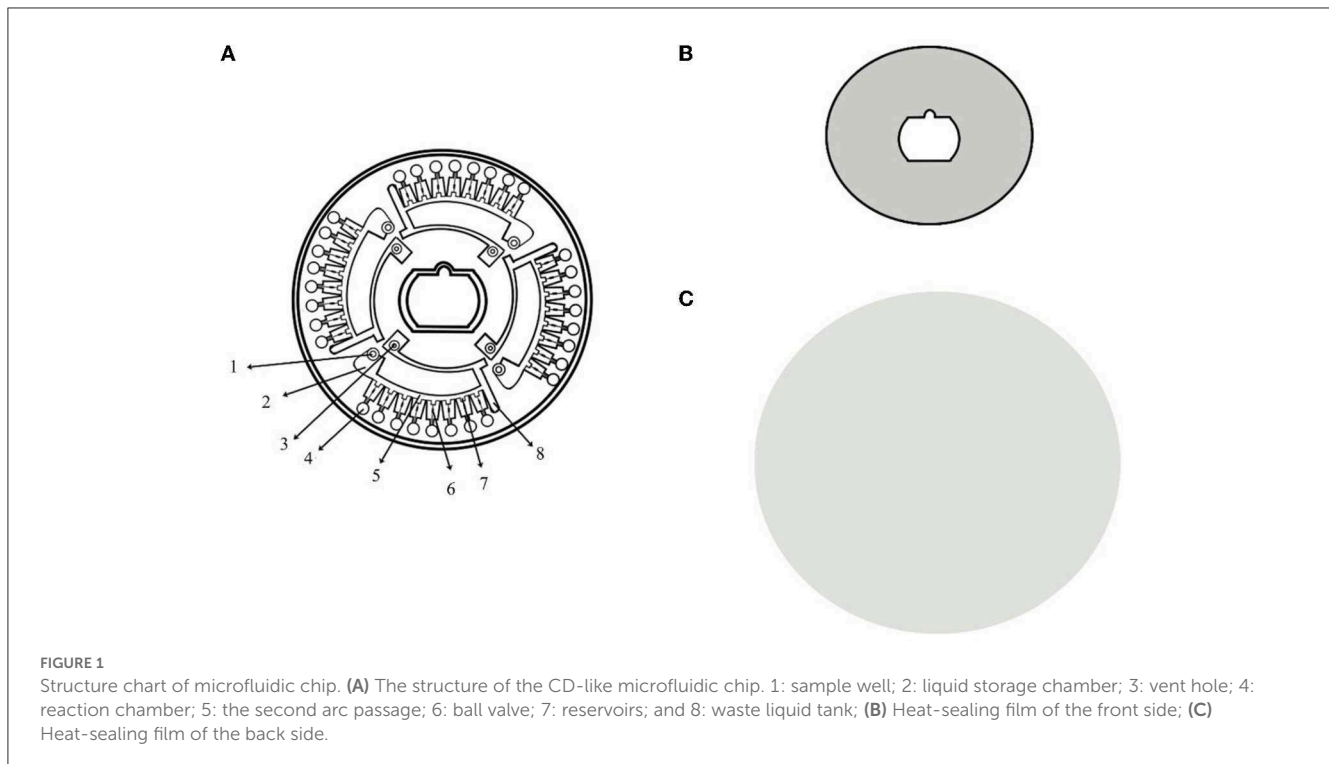 A
B
C
1
2
3
4
5
6
7
8
FIGURE 1
Structure chart of microfluidic chip. (A) The structure of the CD-like microfluidic chip. 1: sample well; 2: liquid storage chamber; 3: vent hole; 4:
reaction chamber; 5: the second arc passage; 6: ball valve; 7: reservoirs; and 8: waste liquid tank; (B) Heat-sealing film of the front side; (C)
Heat-sealing film of the back side.